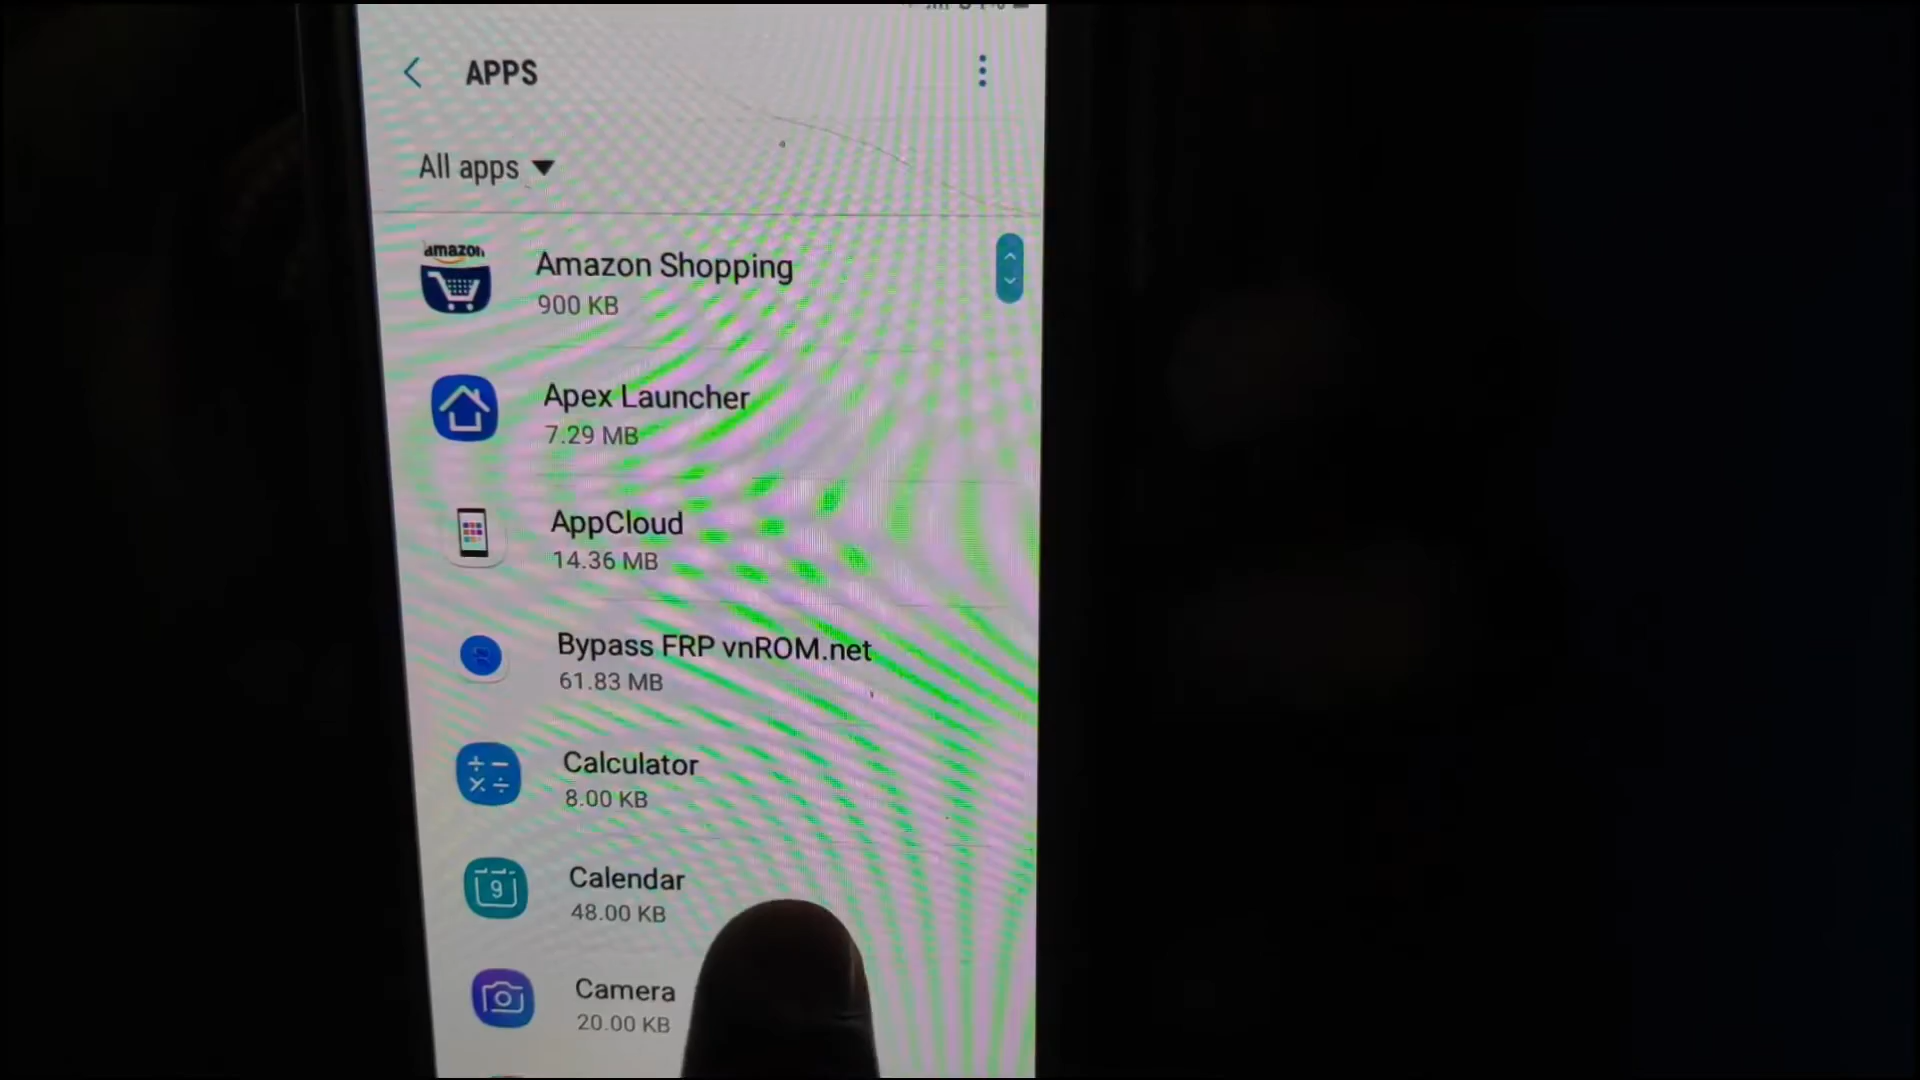 APPS
All apps
amazon
Amazon Shopping
900 KB
Apex Launcher
7.29 MB
AppCloud
14.36 MB
Bypass FRP vnROM.net
61.83 MB
Calculator
8.00 KB
9
Calendar
48.00 KB
Camera
20.00 KB